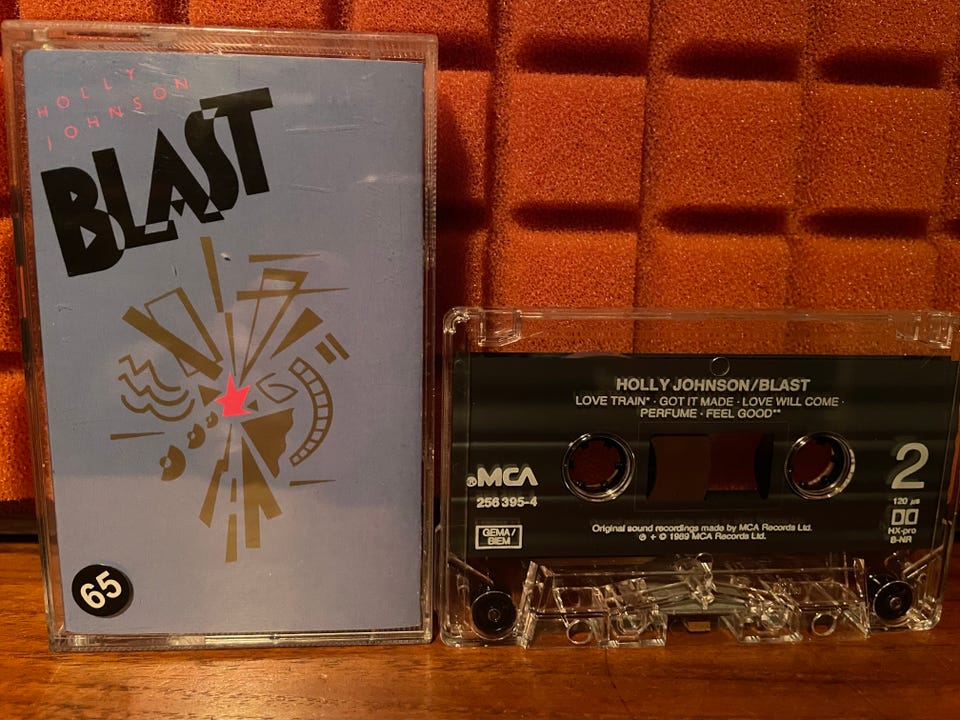 HOLLY
JOHNSON
BLAST
65
HOLLY JOHNSON/BLAST
LOVE TRAIN* · GOT IT MADE · LOVE WILL COME ·
PERFUME · FEEL GOOD**
MCA
256 395-4
GEMA/
BIEM
Original sound recordings made by MCA Records Ltd.
℗ + © 1989 MCA Records Ltd.
2
120 µs
HX-pro
B-NR